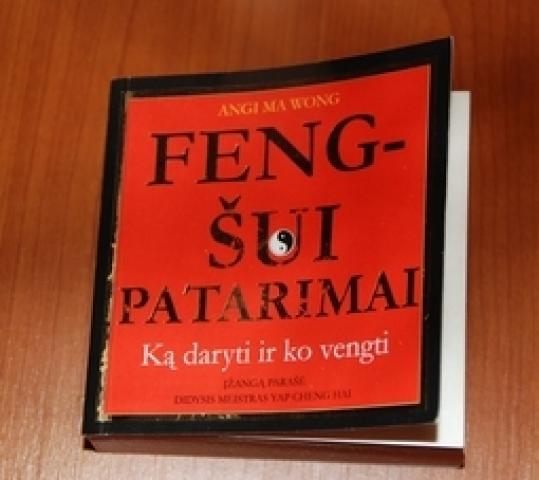 ANGI MA WONG
FENG-
ŠUI
PATARIMAI
Ką daryti ir ko vengti
ĮŽANGĄ PARAŠĖ
DIDYSIS MEISTRAS YAP CHENG HAI